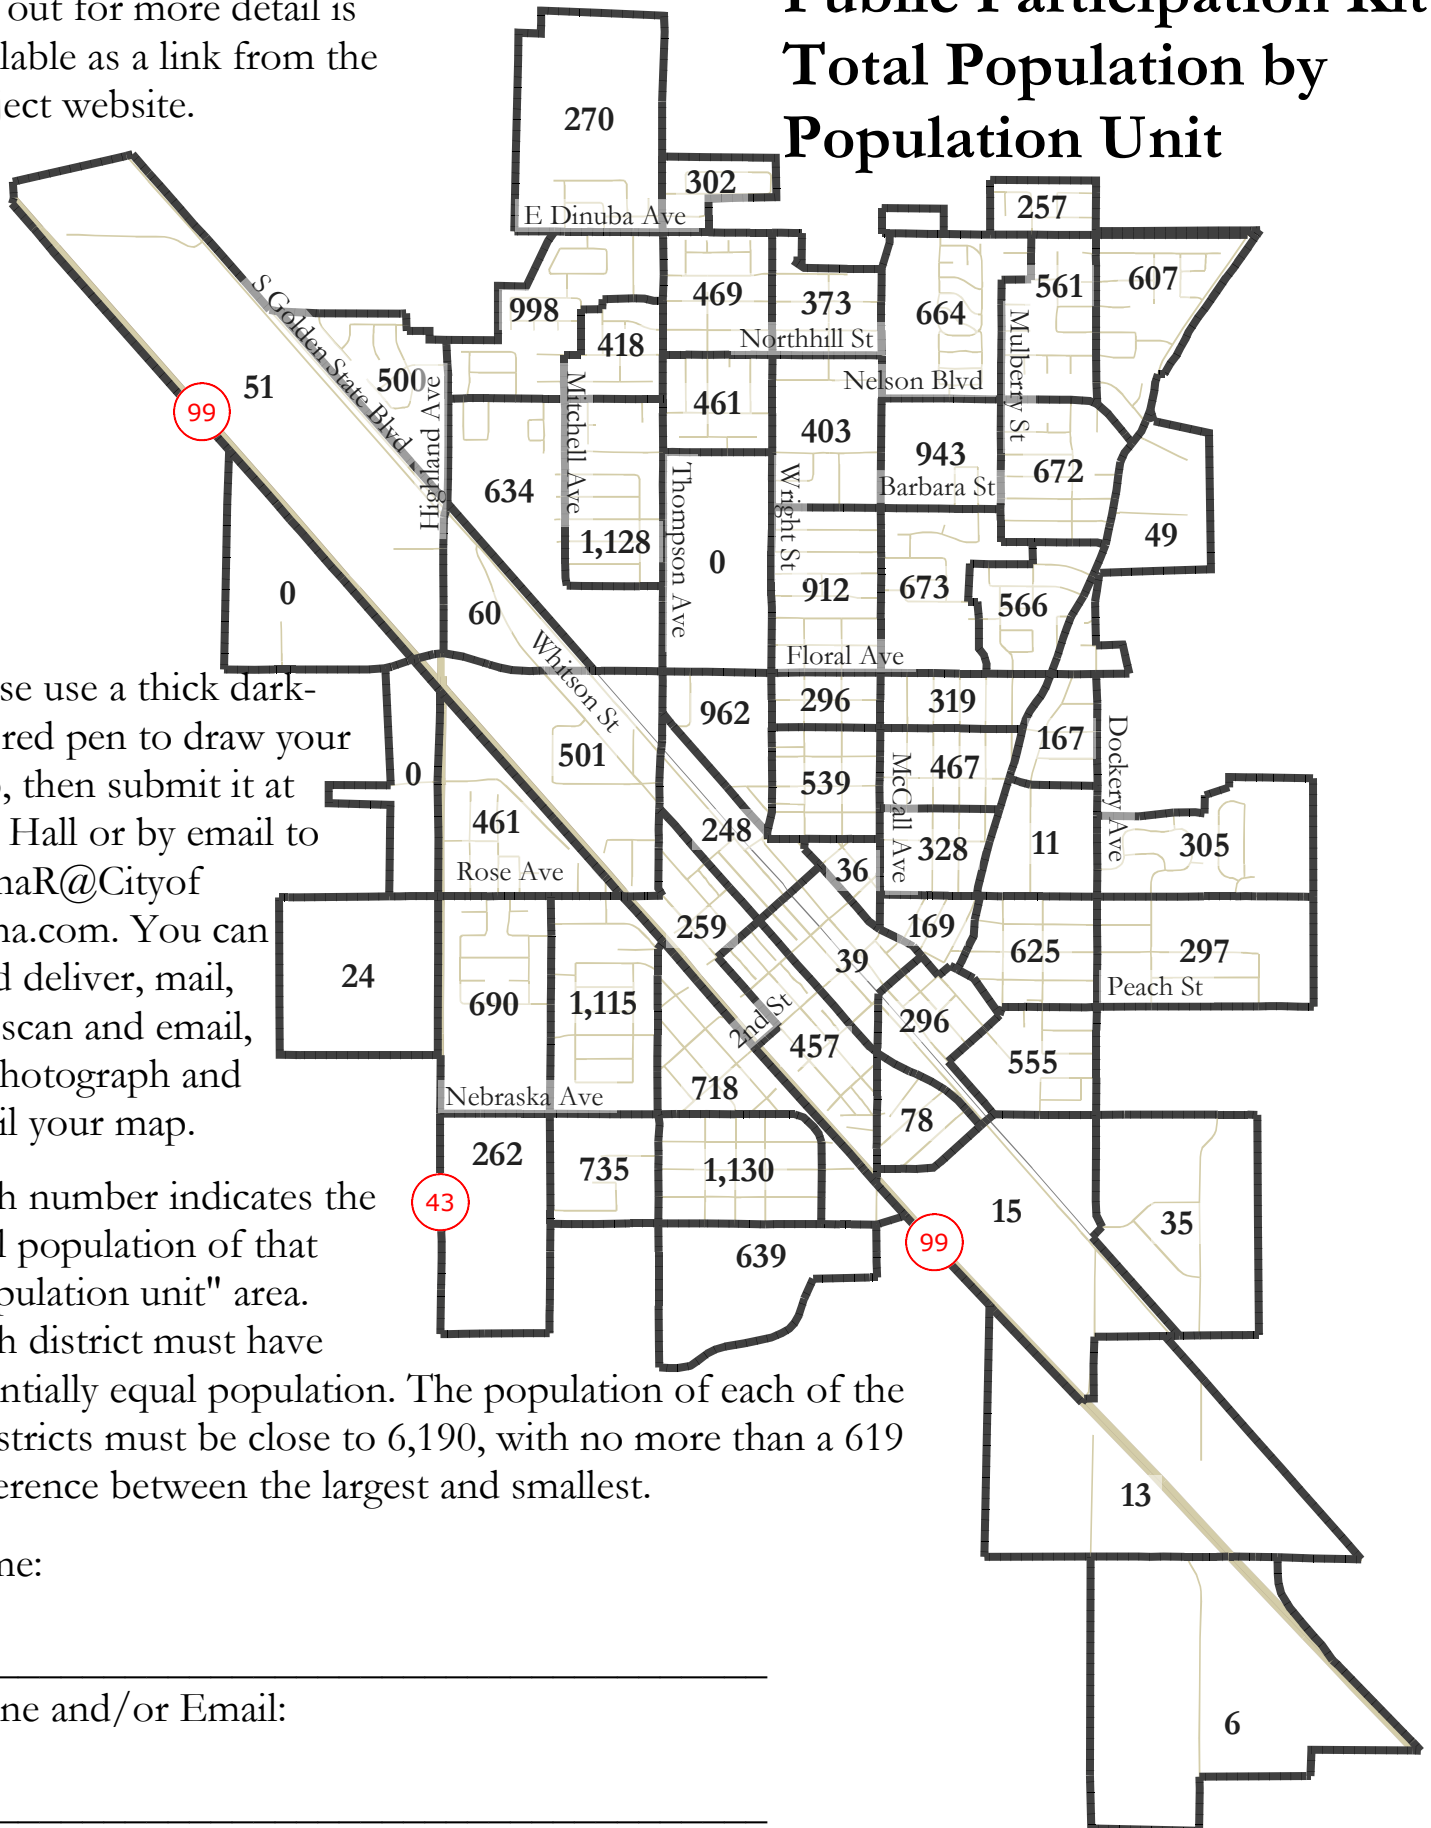 out for more detail is
lable as a link from the
ect website.
Public Participation Kit
Total Population by
Population Unit
270
302
E Dinuba Ave
257
998
469
373
664
561
607
418
Northhill St
S Golden State Blvd
51
99
500
Highland Ave
Mitchell Ave
461
403
Nelson Blvd
Mulberry St
943
672
634
Barbara St
Thompson Ave
Wright St
49
1,128
0
912
673
566
0
60
Whitson St
Floral Ave
se use a thick dark-
red pen to draw your
, then submit it at
Hall or by email to
naR@Cityof
na.com. You can
d deliver, mail,
scan and email,
hotograph and
il your map.
962
296
319
167
Dockery Ave
501
0
539
McCall Ave
467
461
248
36
328
11
305
Rose Ave
259
169
39
625
297
24
690
1,115
Peach St
2nd St
457
296
555
718
Nebraska Ave
78
262
735
1,130
43
15
35
99
639
h number indicates the
l population of that
pulation unit" area.
h district must have
ntially equal population. The population of each of the
stricts must be close to 6,190, with no more than a 619
erence between the largest and smallest.
13
ne:
ne and/or Email:
6